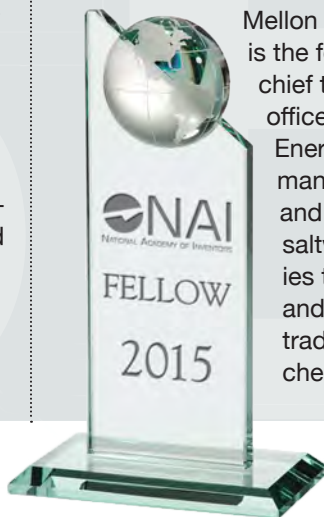 NAI
NATIONAL ACADEMY OF INVENTORS
FELLOW
2015
Mellon
is the
chief t
office
Ener
man
and
salt
ies t
and
trad
che